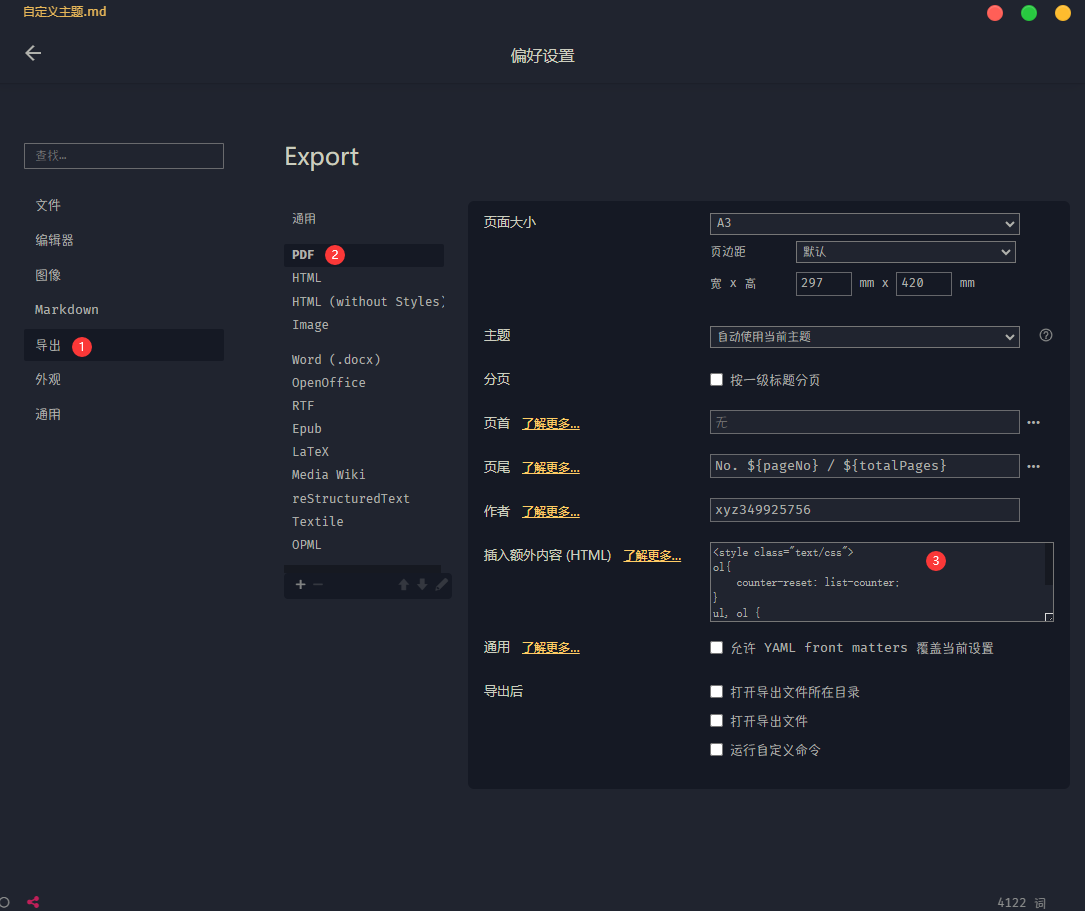 自定义主题.md
偏好设置
查找...
文件
编辑器
图像
Markdown
导出 1
外观
通用
Export
通用
PDF 2
HTML
HTML (without Styles)
Image
Word (.docx)
OpenOffice
RTF
Epub
LaTeX
Media Wiki
reStructuredText
Textile
OPML
页面大小 A3
页边距 默认
宽 x 高 297 mm x 420 mm
主题 自动使用当前主题
分页 按一级标题分页
页首 了解更多... 无
页尾 了解更多... No. ${pageNo} / ${totalPages}
作者 了解更多... xyz349925756
插入额外内容 (HTML) 了解更多...
<style class="text/css"> 3
ol{
counter-reset: list-counter;
}
ul, ol {
通用 了解更多... 允许 YAML front matters 覆盖当前设置
导出后 打开导出文件所在目录
打开导出文件
运行自定义命令
4122 词